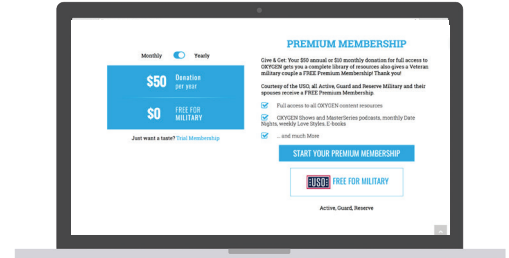 Monthly Yearly
$50 Donation
per year
$0 FREE FOR
MILITARY
Just want a taste? Trial Membership
PREMIUM MEMBERSHIP
Give & Get: Your $50 annual or $10 monthly donation for full access to
OXYGEN gets you a complete library of resources also gives a Veteran
military couple a FREE Premium Membership! Thank you!
Courtesy of the USO, all Active, Guard and Reserve Military and their
spouses receive a FREE Premium Membership.
Full access to all OXYGEN content resources
OXYGEN Shows and MasterSeries podcasts, monthly Date
Nights, weekly Love Styles, E-books
... and much More
START YOUR PREMIUM MEMBERSHIP
USO FREE FOR MILITARY
Active, Guard, Reserve